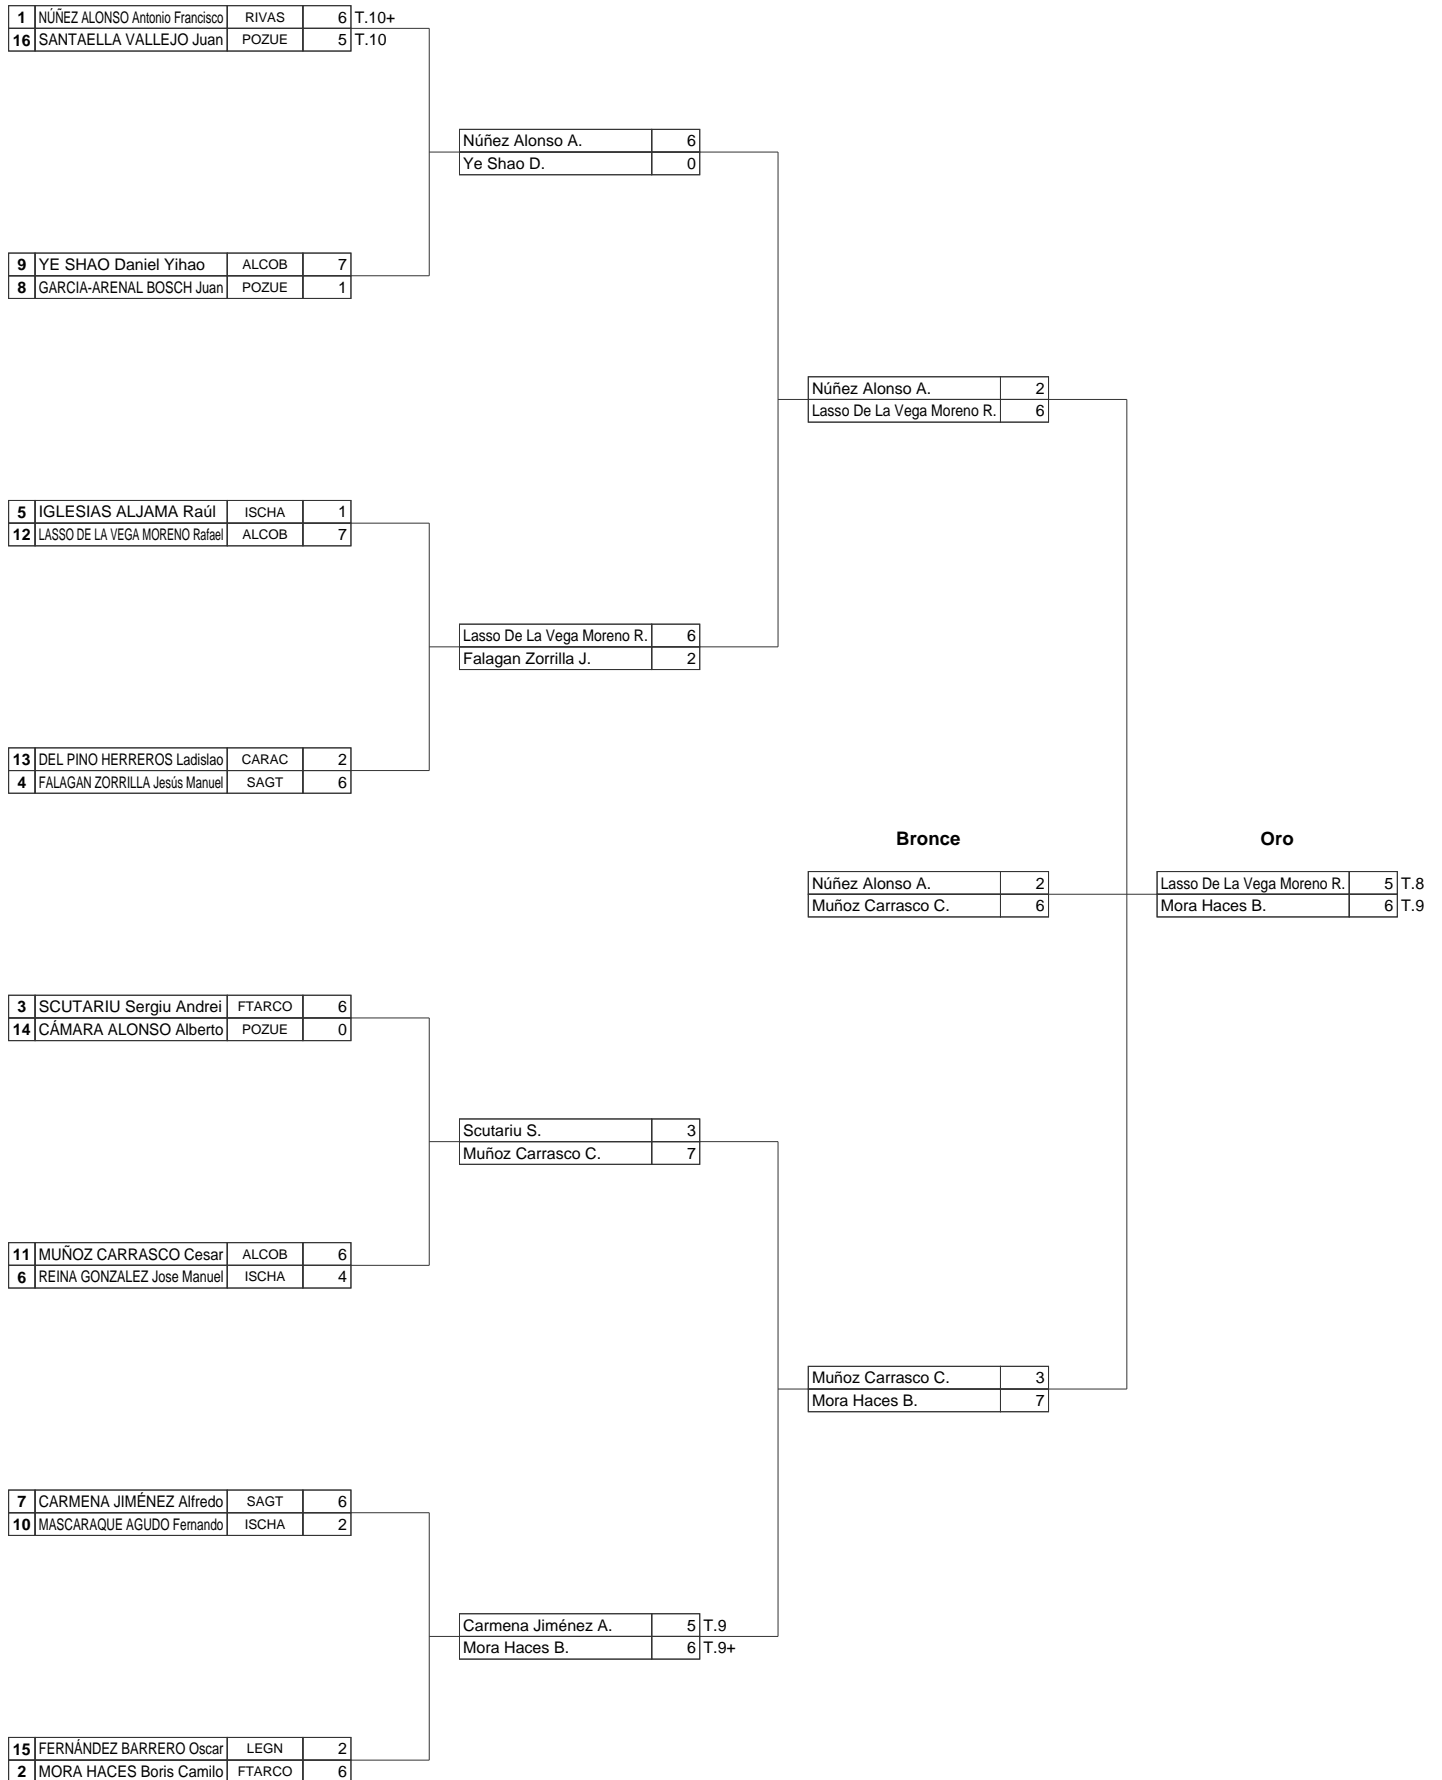 1 NÚÑEZ ALONSO Antonio Francisco RIVAS 6 T.10+
16 SANTAELLA VALLEJO Juan POZUE 5 T.10
Núñez Alonso A. 6
Ye Shao D. 0
9 YE SHAO Daniel Yihao ALCOB 7
8 GARCIA-ARENAL BOSCH Juan POZUE 1
Núñez Alonso A. 2
Lasso De La Vega Moreno R. 6
5 IGLESIAS ALJAMA Raúl ISCHA 1
12 LASSO DE LA VEGA MORENO Rafael ALCOB 7
Lasso De La Vega Moreno R. 6
Falagan Zorrilla J. 2
13 DEL PINO HERREROS Ladislao CARAC 2
4 FALAGAN ZORRILLA Jesús Manuel SAGT 6
Bronce Oro
Núñez Alonso A. 2 Lasso De La Vega Moreno R. 5 T.8
Muñoz Carrasco C. 6 Mora Haces B. 6 T.9
3 SCUTARIU Sergiu Andrei FTARCO 6
14 CÁMARA ALONSO Alberto POZUE 0
Scutariu S. 3
Muñoz Carrasco C. 7
11 MUÑOZ CARRASCO Cesar ALCOB 6
6 REINA GONZALEZ Jose Manuel ISCHA 4
Muñoz Carrasco C. 3
Mora Haces B. 7
7 CARMENA JIMÉNEZ Alfredo SAGT 6
10 MASCARAQUE AGUDO Fernando ISCHA 2
Carmena Jiménez A. 5 T.9
Mora Haces B. 6 T.9+
15 FERNÁNDEZ BARRERO Oscar LEGN 2
2 MORA HACES Boris Camilo FTARCO 6